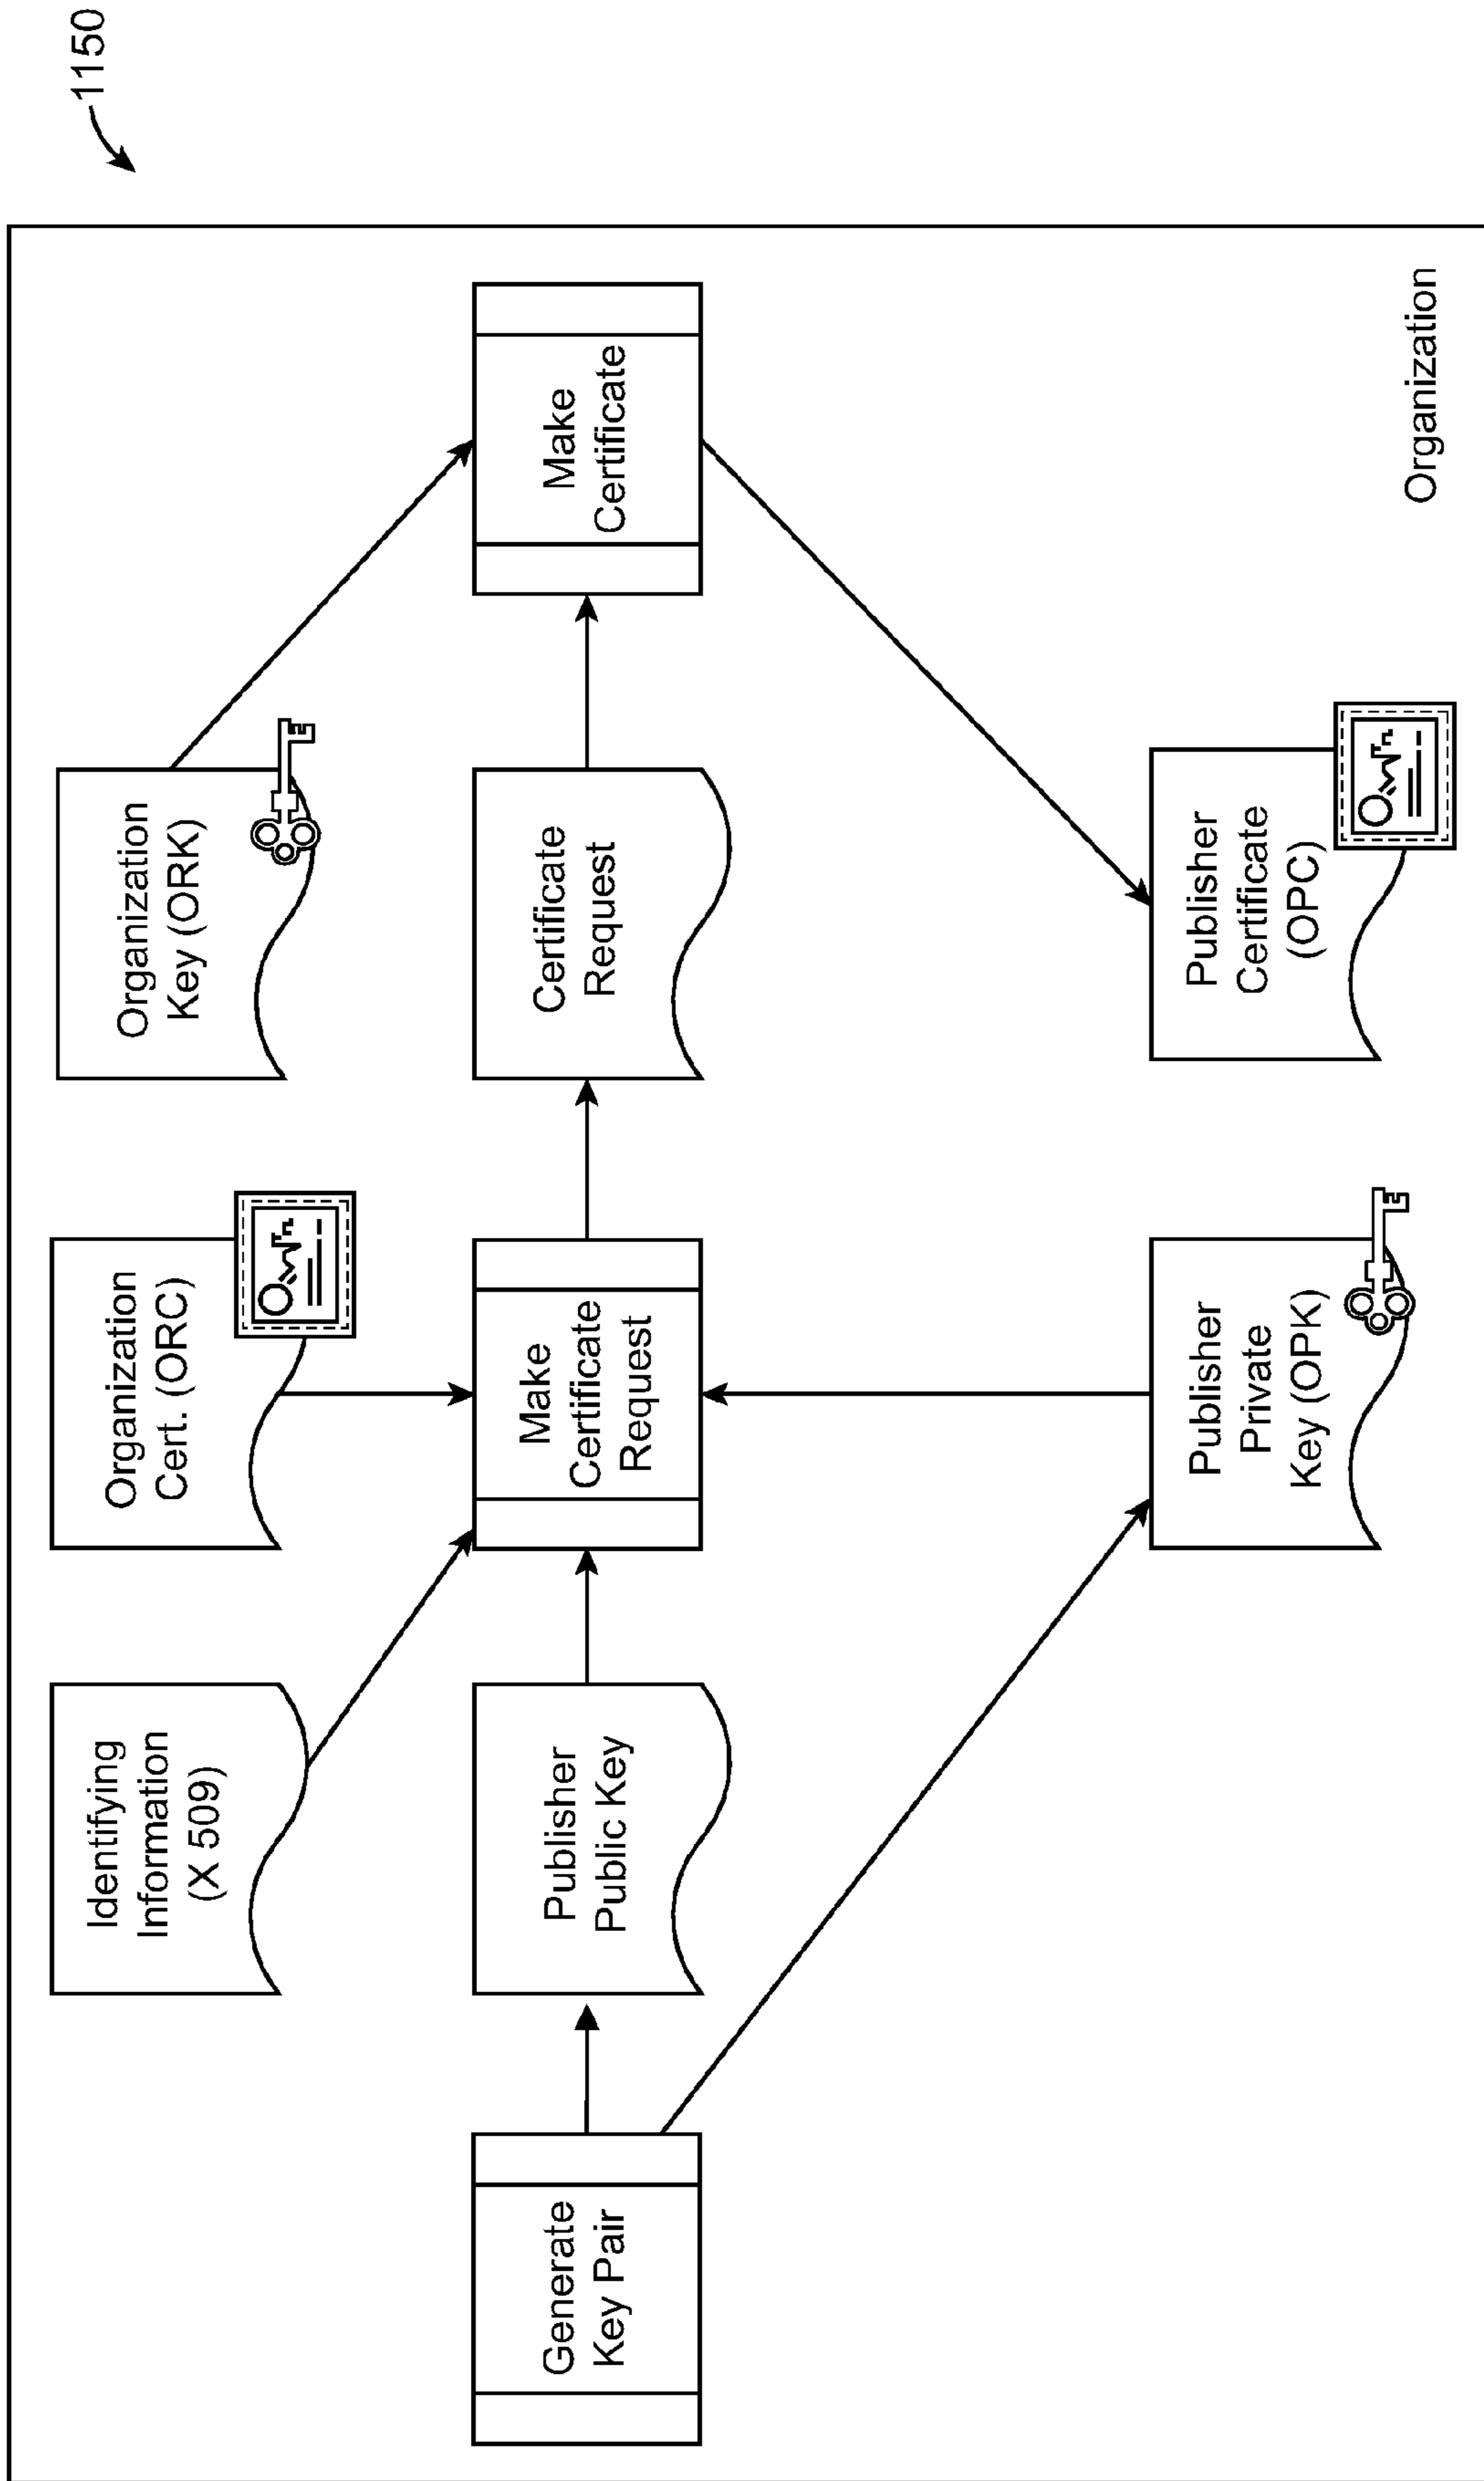 1150
Identifying
Information
(X 509)
Organization
Cert. (ORC)
Organization
Key (ORK)
Generate
Key Pair
Publisher
Public Key
Make
Certificate
Request
Certificate
Request
Make
Certificate
Publisher
Private
Key (OPK)
Publisher
Certificate
(OPC)
Organization